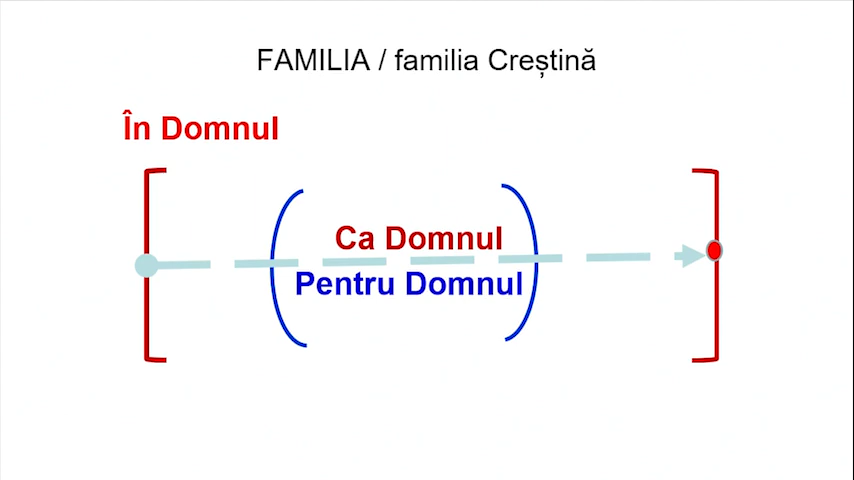 FAMILIA / familia Creștină
În Domnul
Ca Domnul
Pentru Domnul